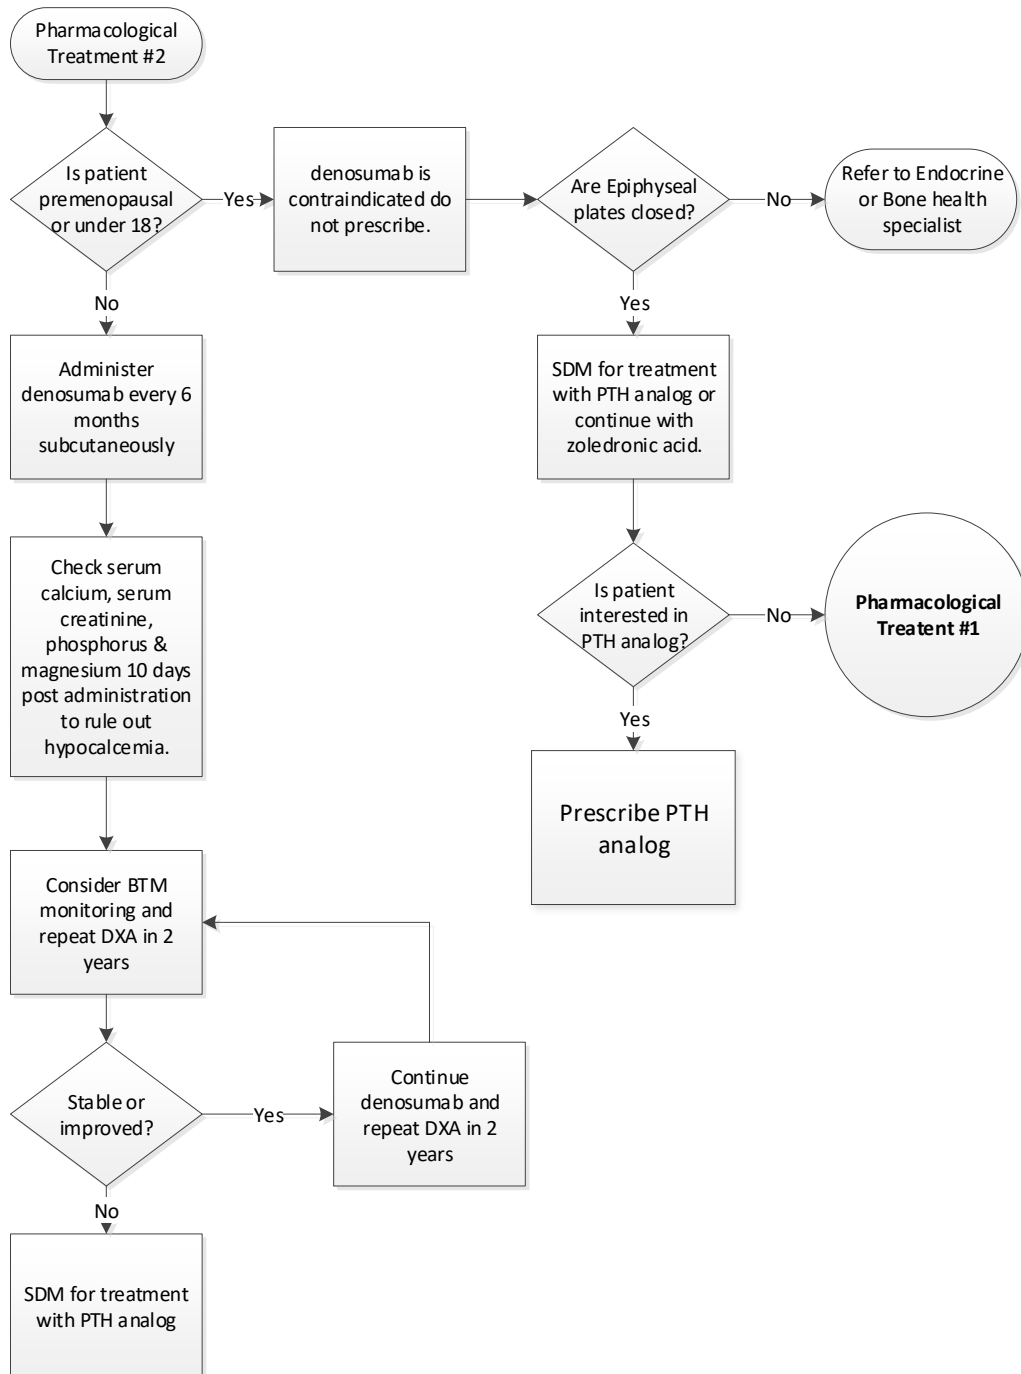 Pharmacological
Treatment #2
Is patient
premenopausal
or under 18?
Yes
denosumab is
contraindicated do
not prescribe.
Are Epiphyseal
plates closed?
No
Refer to Endocrine
or Bone health
specialist
No
Yes
Administer
denosumab every 6
months
subcutaneously
SDM for treatment
with PTH analog or
continue with
zoledronic acid.
Check serum
calcium, serum
creatinine,
phosphorus &
magnesium 10 days
post administration
to rule out
hypocalcemia.
Is patient
interested in
PTH analog?
No
Pharmacological
Treatent #1
Yes
Prescribe PTH
analog
Consider BTM
monitoring and
repeat DXA in 2
years
Stable or
improved?
Yes
Continue
denosumab and
repeat DXA in 2
years
No
SDM for treatment
with PTH analog